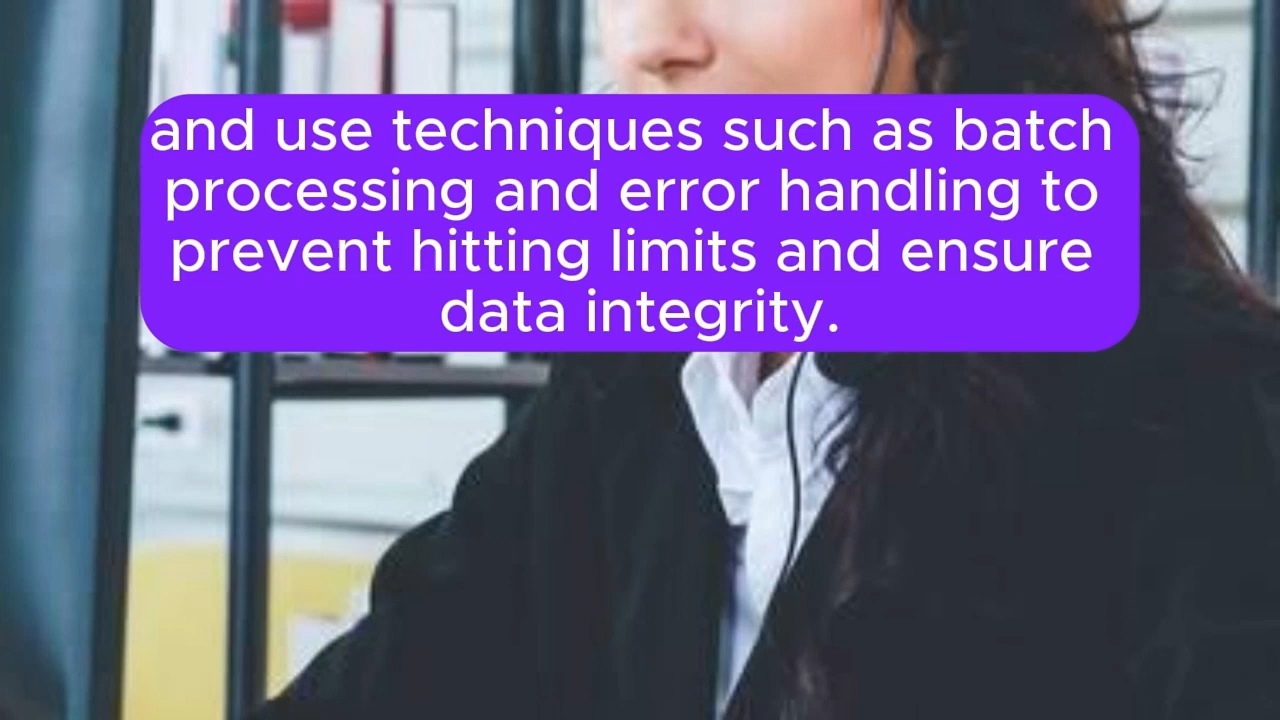 and use techniques such as batch
processing and error handling to
prevent hitting limits and ensure
data integrity.